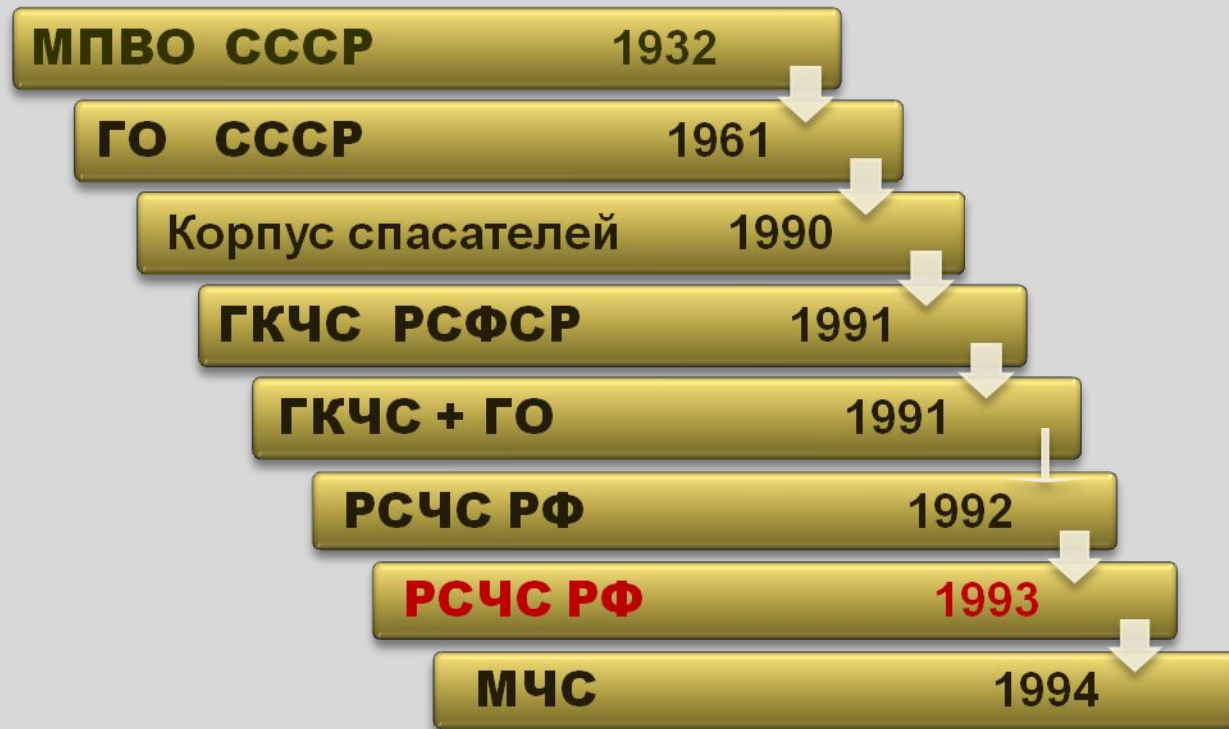 МПВО СССР 1932
ГО СССР 1961
Корпус спасателей 1990
ГКЧС РСФСР 1991
ГКЧС + ГО 1991
РСЧС РФ 1992
РСЧС РФ 1993
МЧС 1994